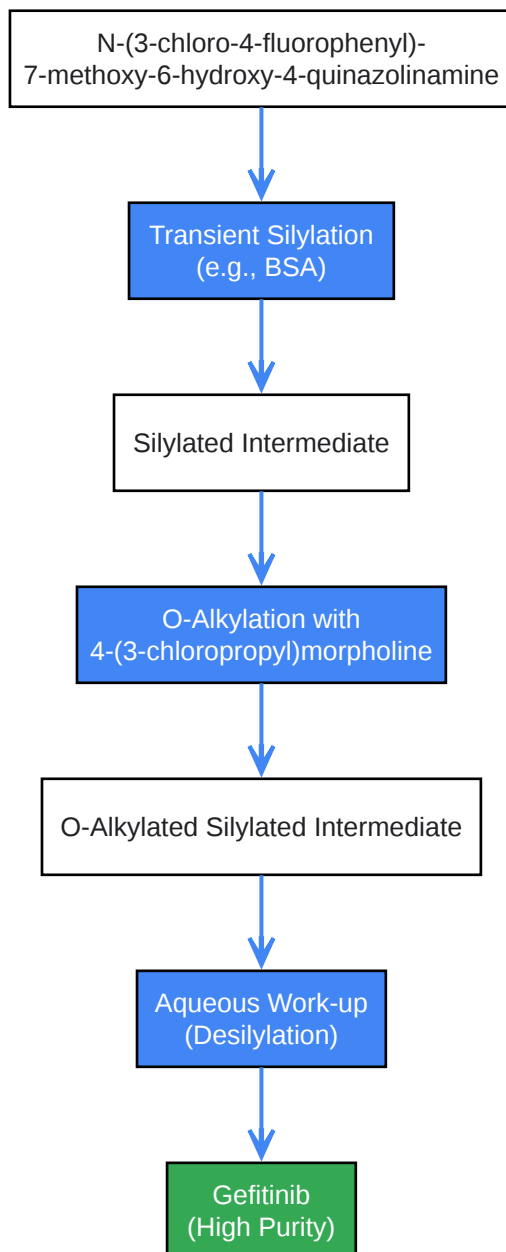 N-(3-chloro-4-fluorophenyl)-
7-methoxy-6-hydroxy-4-quinazolinamine
Transient Silylation
(e.g., BSA)
Silylated Intermediate
O-Alkylation with
4-(3-chloropropyl)morpholine
O-Alkylated Silylated Intermediate
Aqueous Work-up
(Desilylation)
Gefitinib
(High Purity)